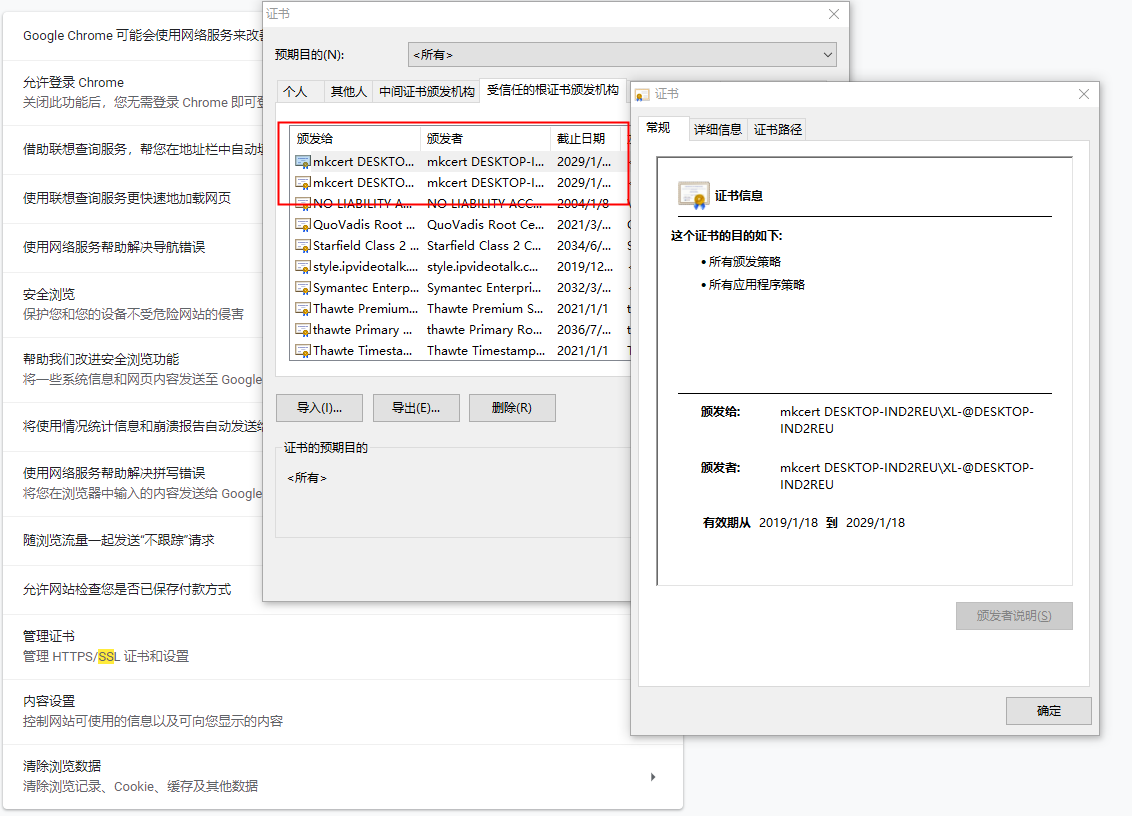 Google Chrome 可能会使用网络服务来改
允许登录 Chrome
关闭此功能后，您无需登录 Chrome 即可
借助联想查询服务，帮您在地址栏中自动
使用联想查询服务更快速地加载网页
使用网络服务帮助解决导航错误
安全浏览
保护您和您的设备不受危险网站的侵害
帮助我们改进安全浏览功能
将一些系统信息和网页内容发送至 Google
将使用情况统计信息和崩溃报告自动发送
使用网络服务帮助解决拼写错误
将您在浏览器中输入的内容发送给 Google
随浏览流量一起发送“不跟踪”请求
允许网站检查您是否已保存付款方式
管理证书
管理 HTTPS/SSL 证书和设置
内容设置
控制网站可使用的信息以及可向您显示的内容
清除浏览数据
清除浏览记录、Cookie、缓存及其他数据
证书
预期目的(N): <所有>
个人 其他人 中间证书颁发机构 受信任的根证书颁发机构
颁发给 颁发者 截止日期
mkcert DESKTO... mkcert DESKTOP-I... 2029/1/...
mkcert DESKTO... mkcert DESKTOP-I... 2029/1/...
NO LIABILITY A... NO LIABILITY ACC... 2004/1/8
QuoVadis Root ... QuoVadis Root Ce... 2021/3/...
Starfield Class 2 ... Starfield Class 2 C... 2034/6/...
style.ipvideotalk.... style.ipvideotalk.c... 2019/12...
Symantec Enterp... Symantec Enterpri... 2032/3/...
Thawte Premium... Thawte Premium S... 2021/1/1
thawte Primary ... thawte Primary Ro... 2036/7/...
Thawte Timesta... Thawte Timestamp... 2021/1/1
导入(I)... 导出(E)... 删除(R)
证书的预期目的
<所有>
证书
常规 详细信息 证书路径
证书信息
这个证书的目的如下:
• 所有颁发策略
• 所有应用程序策略
颁发给: mkcert DESKTOP-IND2REU\XL-@DESKTOP-
IND2REU
颁发者: mkcert DESKTOP-IND2REU\XL-@DESKTOP-
IND2REU
有效期从 2019/1/18 到 2029/1/18
颁发者说明(S)
确定